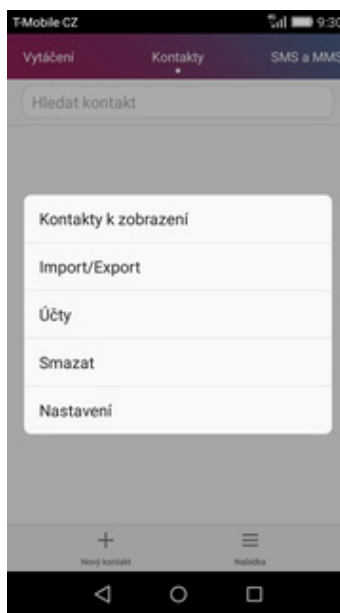 T-Mobile CZ 9:30
Vytáčení Kontakty SMS a MMS
Hledat kontakt
Kontakty k zobrazení
Import/Export
Účty
Smazat
Nastavení
Nový kontakt Nabídka